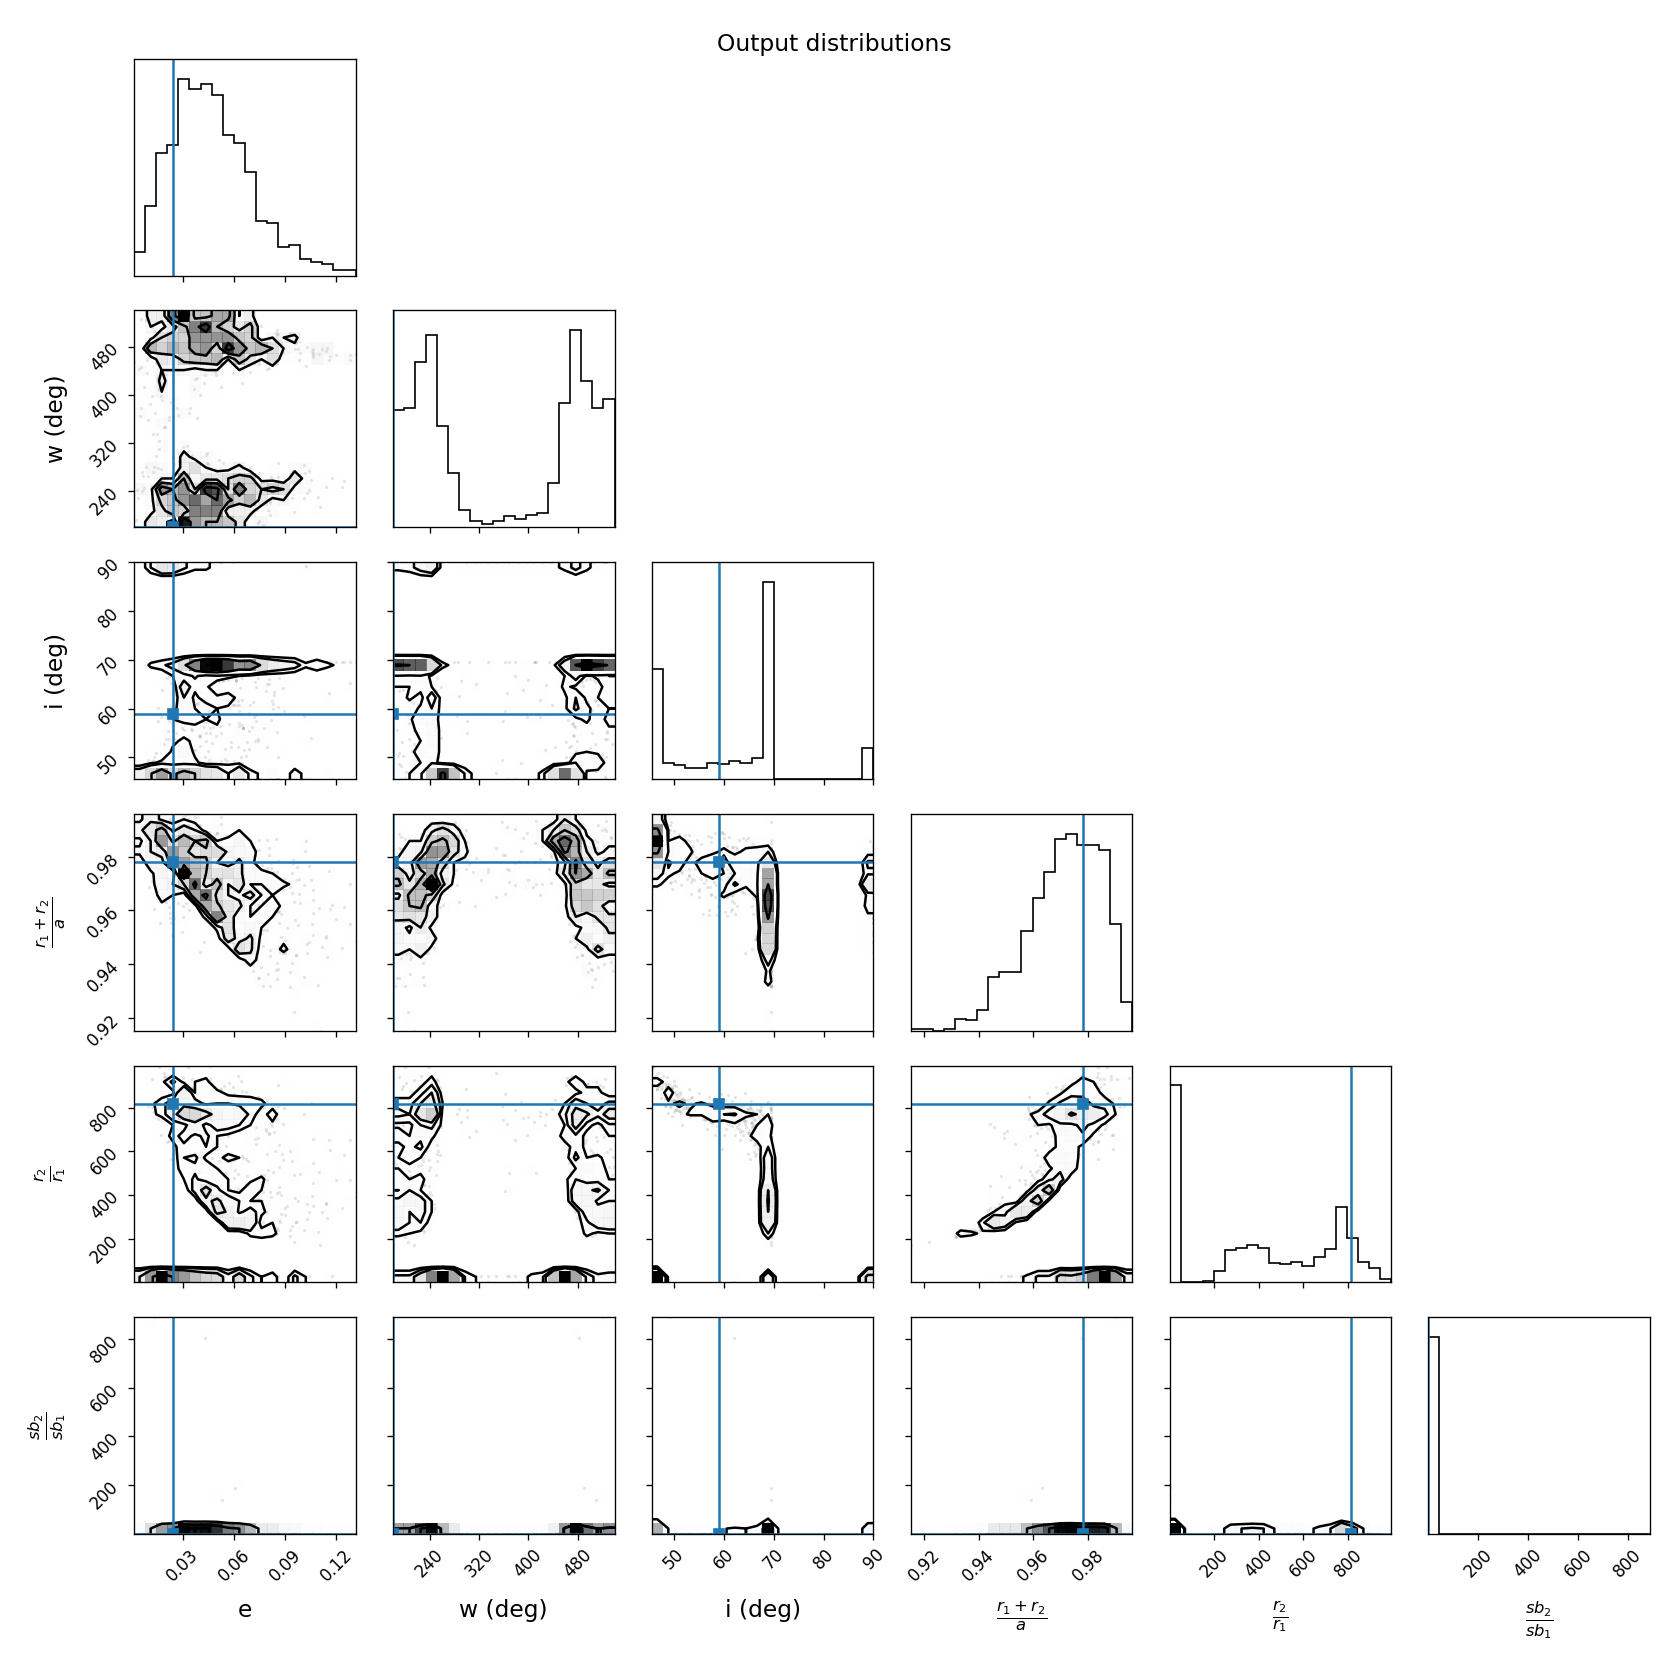 Output distributions
w (deg)
480
400
320
240
i (deg)
90
80
70
60
50
r₁ + r₂
a
0.98
0.96
0.94
0.92
r₂
r₁
800
600
400
200
sb₂
sb₁
800
600
400
200
0.03 0.06 0.09 0.12 240 320 400 480 50 60 70 80 90 0.92 0.94 0.96 0.98 200 400 600 800 200 400 600 800
e w (deg) i (deg)
r₁ + r₂
a
r₂
r₁
sb₂
sb₁